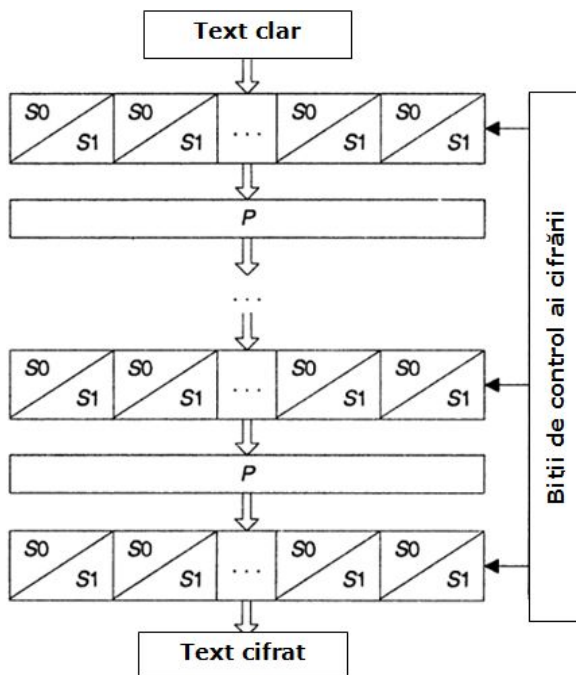 Text clar
S0 S1 S0 S1 ... S0 S1 S0 S1
P
...
S0 S1 S0 S1 ... S0 S1 S0 S1
P
S0 S1 S0 S1 ... S0 S1 S0 S1
Text cifrat
Biții de control ai cifrării